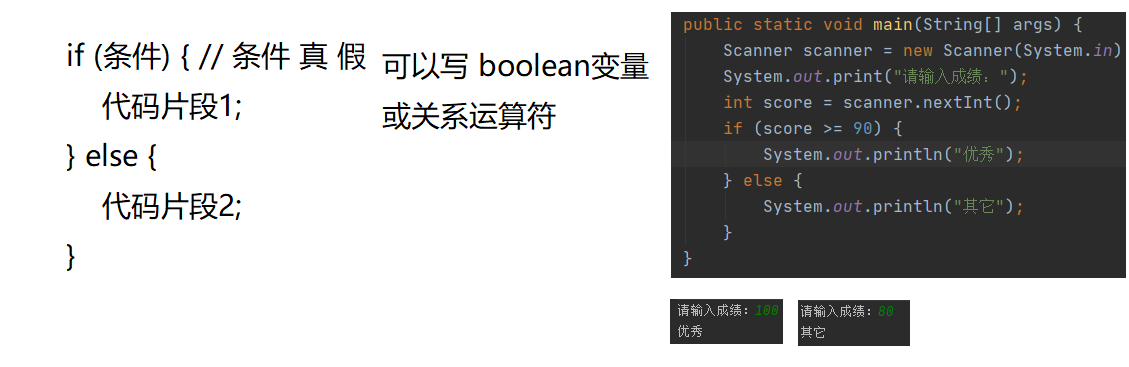 if (条件) { // 条件 真 假
代码片段1;
} else {
代码片段2;
}
可以写 boolean变量
或关系运算符
public static void main(String[] args) {
Scanner scanner = new Scanner(System.in)
System.out.print("请输入成绩：");
int score = scanner.nextInt();
if (score >= 90) {
System.out.println("优秀");
} else {
System.out.println("其它");
}
}
请输入成绩：100
优秀
请输入成绩：80
其它